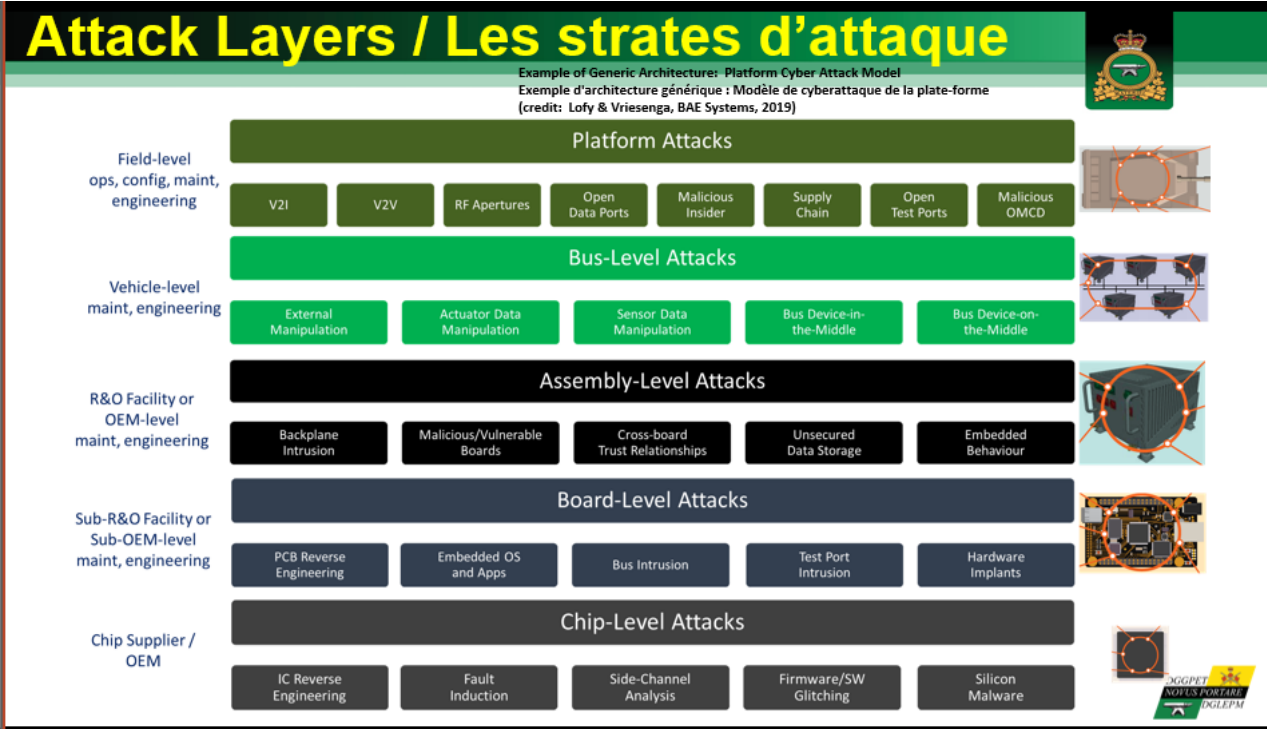 Attack Layers / Les strates d’attaque
Example of Generic Architecture: Platform Cyber Attack Model
Exemple d'architecture générique : Modèle de cyberattaque de la plate-forme
(credit: Lofy & Vriesenga, BAE Systems, 2019)
Field-level
ops, config, maint,
engineering
Platform Attacks
V2I
V2V
RF Apertures
Open
Data Ports
Malicious
Insider
Supply
Chain
Open
Test Ports
Malicious
OMCD
Vehicle-level
maint, engineering
Bus-Level Attacks
External
Manipulation
Actuator Data
Manipulation
Sensor Data
Manipulation
Bus Device-in-
the-Middle
Bus Device-on-
the-Middle
R&O Facility or
OEM-level
maint, engineering
Assembly-Level Attacks
Backplane
Intrusion
Malicious/Vulnerable
Boards
Cross-board
Trust Relationships
Unsecured
Data Storage
Embedded
Behaviour
Sub-R&O Facility or
Sub-OEM-level
maint, engineering
Board-Level Attacks
PCB Reverse
Engineering
Embedded OS
and Apps
Bus Intrusion
Test Port
Intrusion
Hardware
Implants
Chip Supplier /
OEM
Chip-Level Attacks
IC Reverse
Engineering
Fault
Induction
Side-Channel
Analysis
Firmware/SW
Glitching
Silicon
Malware
NOVUS PORTARE
DGLEPM